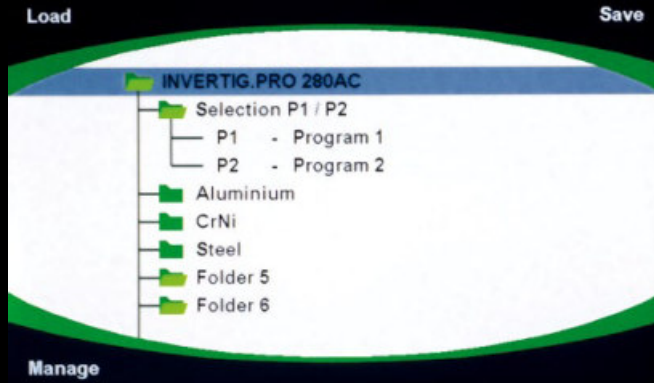 Load
Save
INVERTIG.PRO 280AC
Selection P1 / P2
P1 - Program 1
P2 - Program 2
Aluminium
CrNi
Steel
Folder 5
Folder 6
Manage